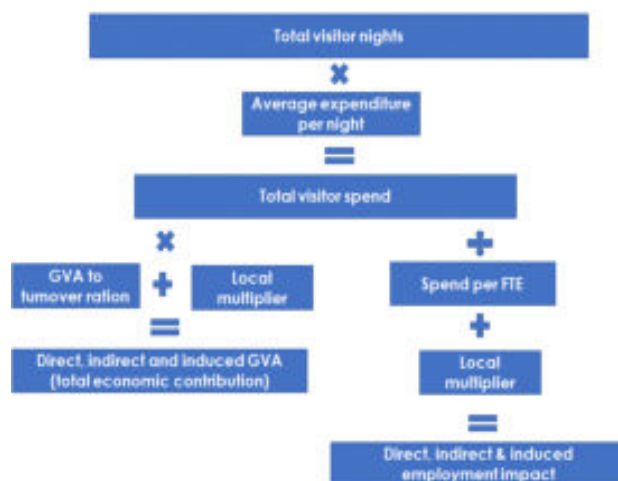 Total visitor nights
Average expenditure
per night
Total visitor spend
GVA to
turnover ration
Local
multiplier
Spend per FTE
Direct, indirect and induced GVA
(total economic contribution)
Local
multiplier
Direct, indirect & induced
employment impact